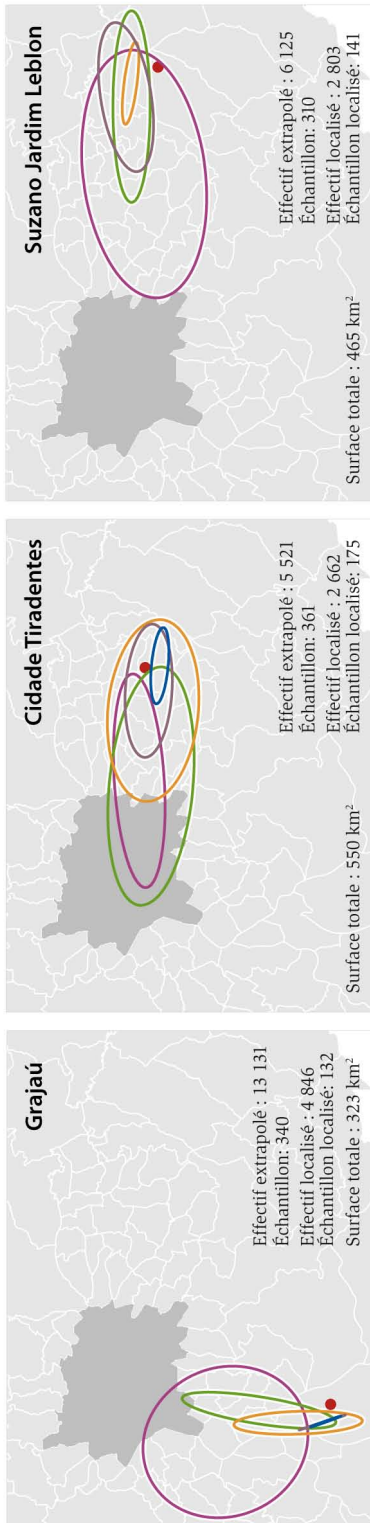 Grajaú
Effectif extrapolé : 13 131
Échantillon: 340
Effectif localisé : 4 846
Échantillon localisé: 132
Surface totale : 323 km²
Cidade Tiradentes
Effectif extrapolé : 5 521
Échantillon: 361
Effectif localisé : 2 662
Échantillon localisé: 175
Surface totale : 550 km²
Suzano Jardim Leblon
Effectif extrapolé : 6 125
Échantillon: 310
Effectif localisé : 2 803
Échantillon localisé: 141
Surface totale : 465 km²